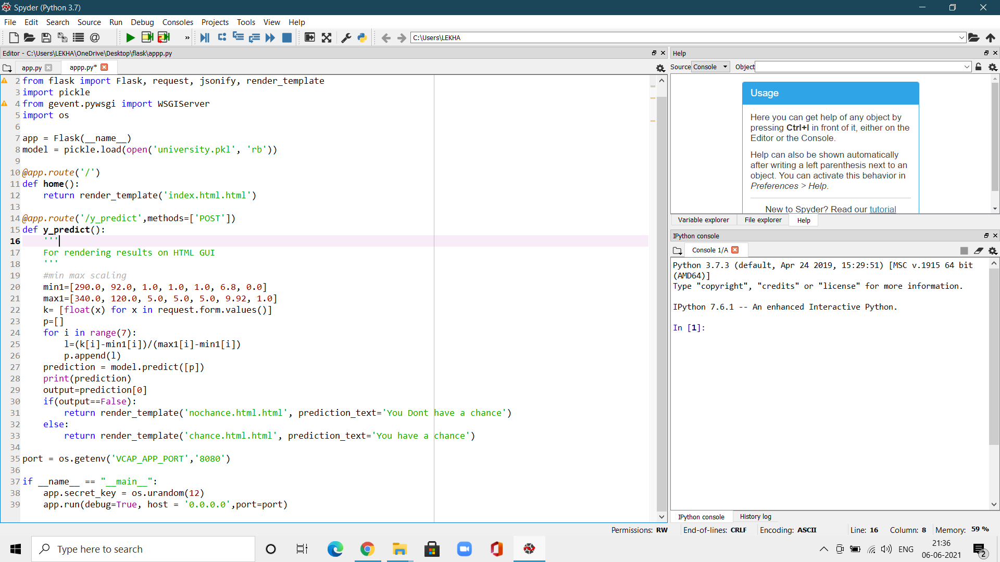 Spyder (Python 3.7)
File Edit Search Source Run Debug Consoles Projects Tools View Help
C:\Users\LEKHA
Editor - C:\Users\LEKHA\OneDrive\Desktop\flask\appp.py
app.py appp.py*
2 from flask import Flask, request, jsonify, render_template
3 import pickle
4 from gevent.pywsgi import WSGIServer
5 import os
6
7 app = Flask(__name__)
8 model = pickle.load(open('university.pkl', 'rb'))
9
10 @app.route('/')
11 def home():
12     return render_template('index.html.html')
13
14 @app.route('/y_predict',methods=['POST'])
15 def y_predict():
16     '''
17     For rendering results on HTML GUI
18     '''
19     #min max scaling
20     min1=[290.0, 92.0, 1.0, 1.0, 1.0, 6.8, 0.0]
21     max1=[340.0, 120.0, 5.0, 5.0, 5.0, 9.92, 1.0]
22     k= [float(x) for x in request.form.values()]
23     p=[]
24     for i in range(7):
25         l=(k[i]-min1[i])/(max1[i]-min1[i])
26         p.append(l)
27     prediction = model.predict([p])
28     print(prediction)
29     output=prediction[0]
30     if(output==False):
31         return render_template('nochance.html.html', prediction_text='You Dont have a chance')
32     else:
33         return render_template('chance.html.html', prediction_text='You have a chance')
34
35 port = os.getenv('VCAP_APP_PORT','8080')
36
37 if __name__ == "__main__":
38     app.secret_key = os.urandom(12)
39     app.run(debug=True, host = '0.0.0.0',port=port)
Help
Source Console Object
Usage
Here you can get help of any object by
pressing Ctrl+I in front of it, either on the
Editor or the Console.
Help can also be shown automatically
after writing a left parenthesis next to an
object. You can activate this behavior in
Preferences > Help.
New to Spyder? Read our tutorial
Variable explorer File explorer Help
IPython console
Console 1/A
Python 3.7.3 (default, Apr 24 2019, 15:29:51) [MSC v.1915 64 bit
(AMD64)]
Type "copyright", "credits" or "license" for more information.
IPython 7.6.1 -- An enhanced Interactive Python.
In [1]:
IPython console History log
Permissions: RW End-of-lines: CRLF Encoding: ASCII Line: 16 Column: 8 Memory: 59 %
Type here to search
ENG
21:36
06-06-2021
2